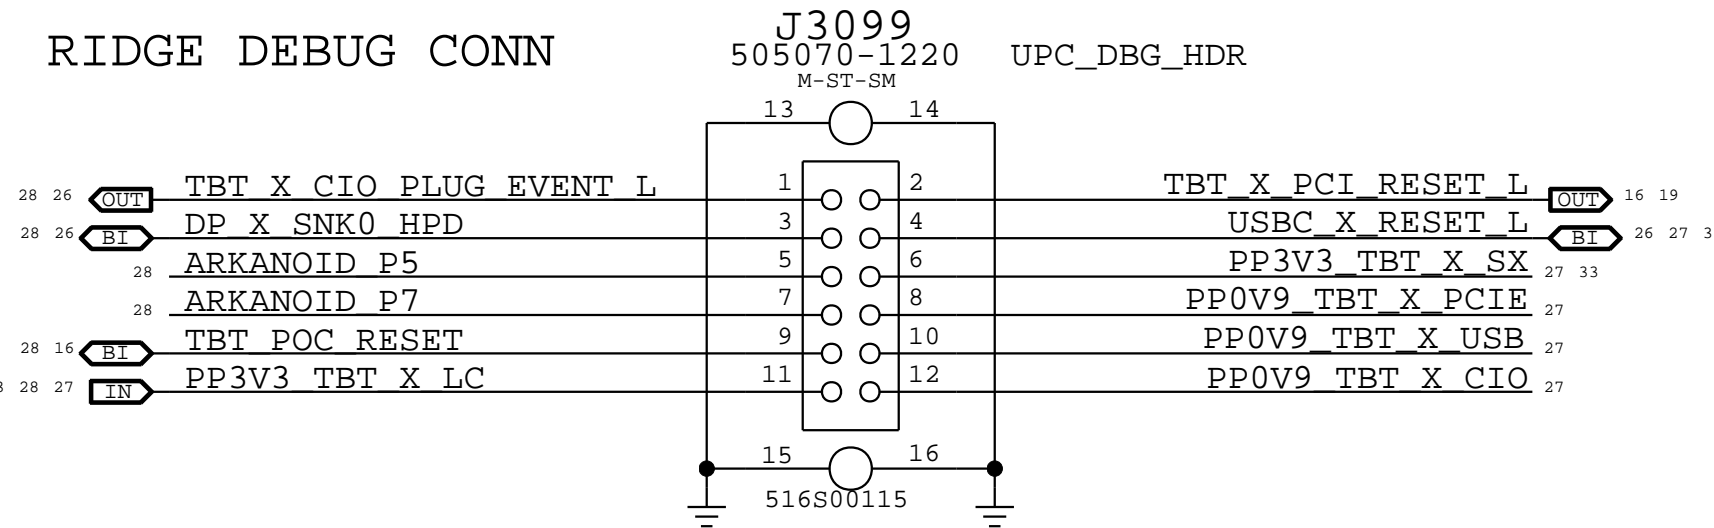 RIDGE DEBUG CONN
J3099
505070-1220 UPC_DBG_HDR
M-ST-SM
13 14
28 26 OUT TBT_X_CIO_PLUG_EVENT_L 1 2 TBT_X_PCI_RESET_L OUT 16 19
28 26 BI DP_X_SNK0_HPD 3 4 USBC_X_RESET_L BI 26 27 3
28 ARKANOID_P5 5 6 PP3V3_TBT_X_SX 27 33
28 ARKANOID_P7 7 8 PP0V9_TBT_X_PCIE 27
28 16 BI TBT_POC_RESET 9 10 PP0V9_TBT_X_USB 27
28 27 IN PP3V3_TBT_X_LC 11 12 PP0V9_TBT_X_CIO 27
15 16
516S00115